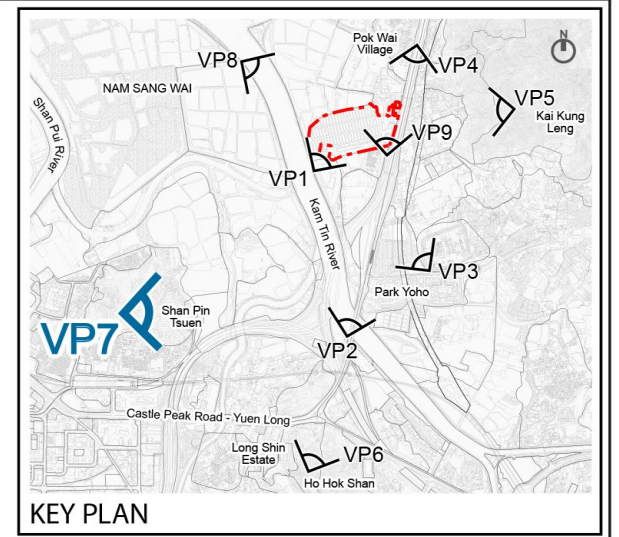 N
Pok Wai
Village
VP8
VP4
NAM SANG WAI
VP5
Kai Kung
Leng
Shan Pui River
VP9
VP1
Kam Tin River
VP3
Park Yoho
Shan Pin
Tsuen
VP7
VP2
Castle Peak Road - Yuen Long
Long Shin
Estate
VP6
Ho Hok Shan
KEY PLAN